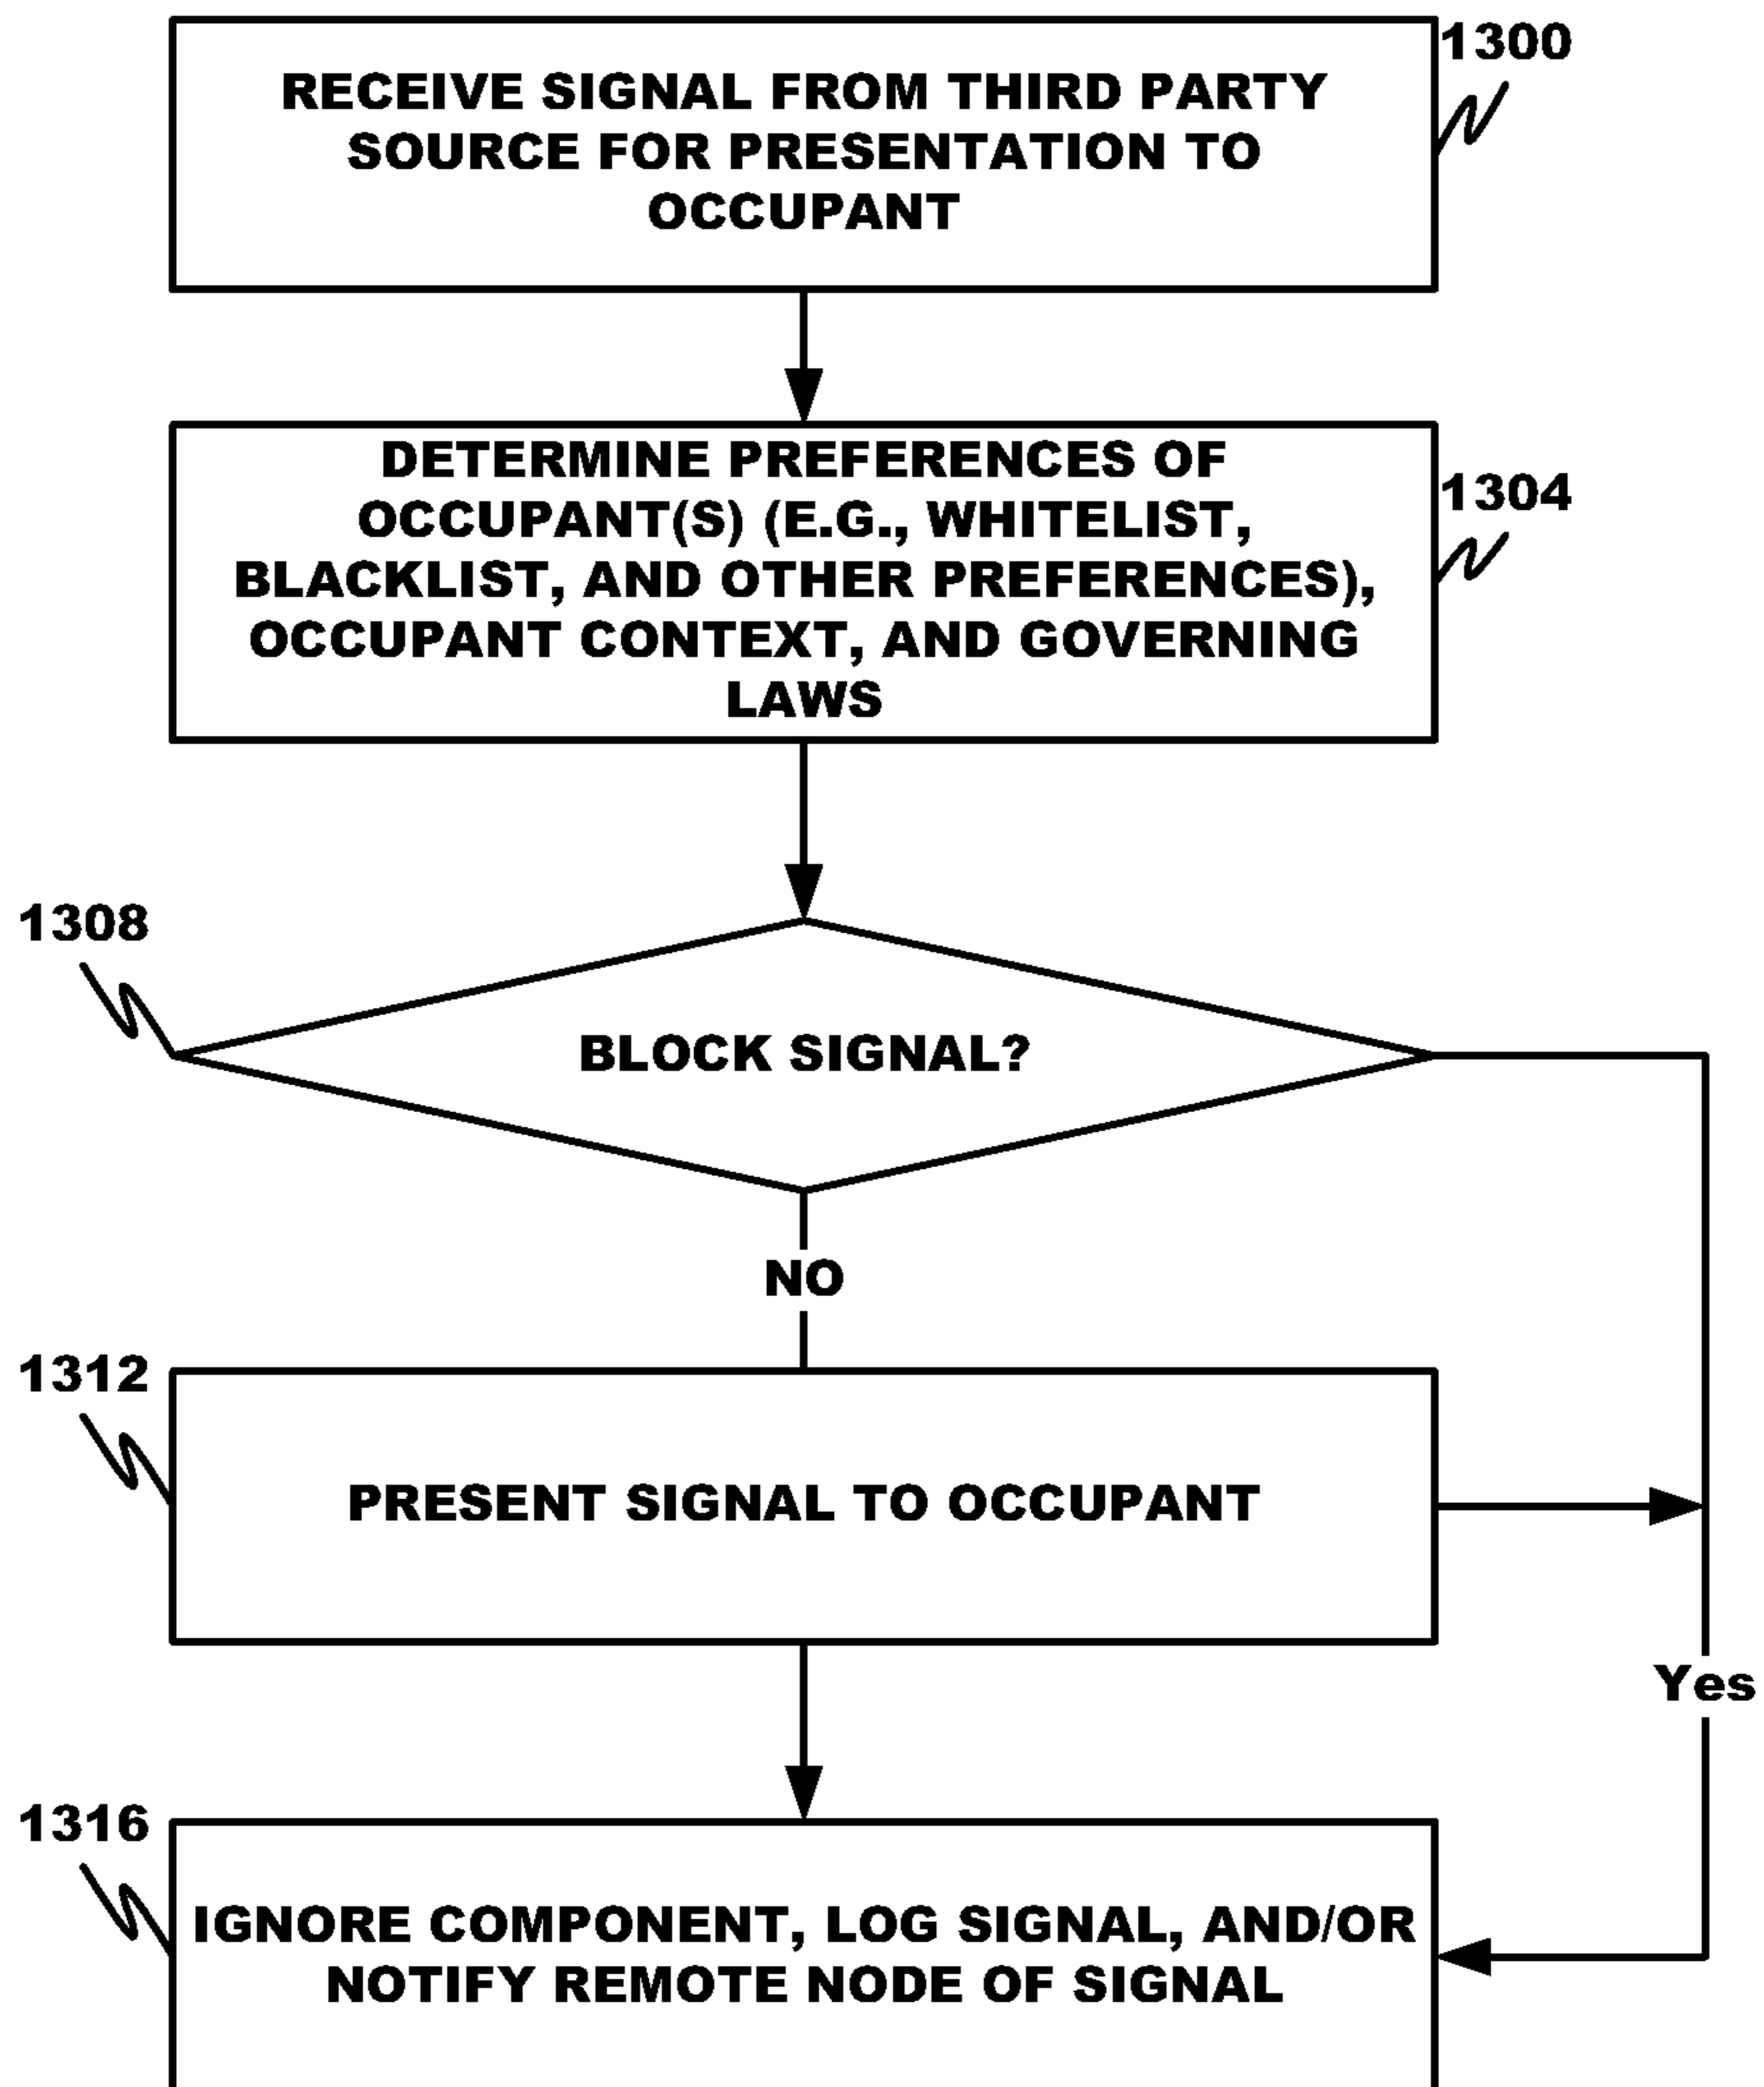 1300
RECEIVE SIGNAL FROM THIRD PARTY
SOURCE FOR PRESENTATION TO
OCCUPANT
1304
DETERMINE PREFERENCES OF
OCCUPANT(S) (E.G., WHITELIST,
BLACKLIST, AND OTHER PREFERENCES),
OCCUPANT CONTEXT, AND GOVERNING
LAWS
1308
BLOCK SIGNAL?
NO
1312
PRESENT SIGNAL TO OCCUPANT
Yes
1316
IGNORE COMPONENT, LOG SIGNAL, AND/OR
NOTIFY REMOTE NODE OF SIGNAL